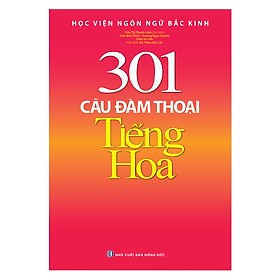 HỌC VIỆN NGÔN NGỮ BẮC KINH
301
CÂU ĐÀM THOẠI
Tiếng
Hoa
NHÀ XUẤT BẢN HỒNG ĐỨC